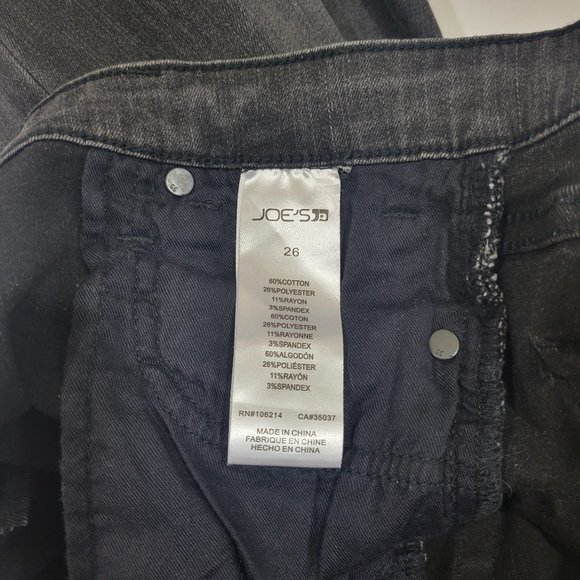 JOE'S
26
60%COTTON
26%POLYESTER
11%RAYON
3%SPANDEX
60%COTON
26%POLYESTER
11%RAYONNE
3%SPANDEX
60%ALGODÓN
26%POLIÉSTER
11%RAYÓN
3%SPANDEX
RN#108214 CA#35037
MADE IN CHINA
FABRIQUE EN CHINE
HECHO EN CHINA